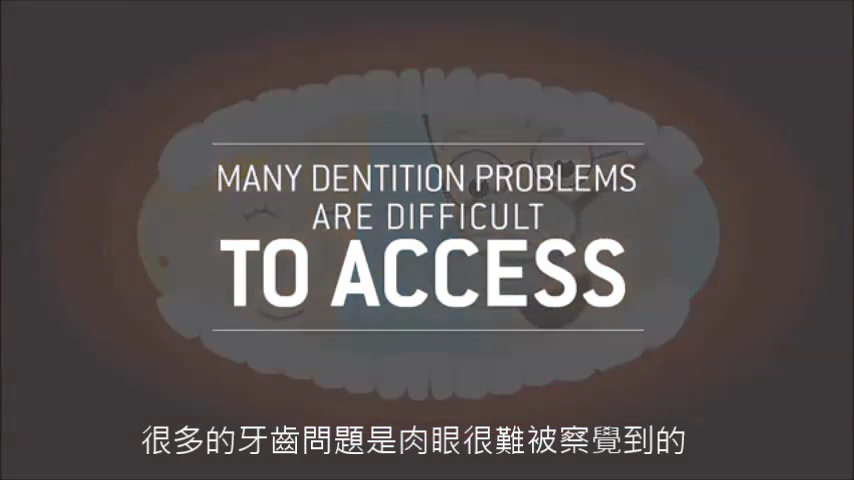 MANY DENTITION PROBLEMS
ARE DIFFICULT
TO ACCESS
很多的牙齒問題是肉眼很難被察覺到的